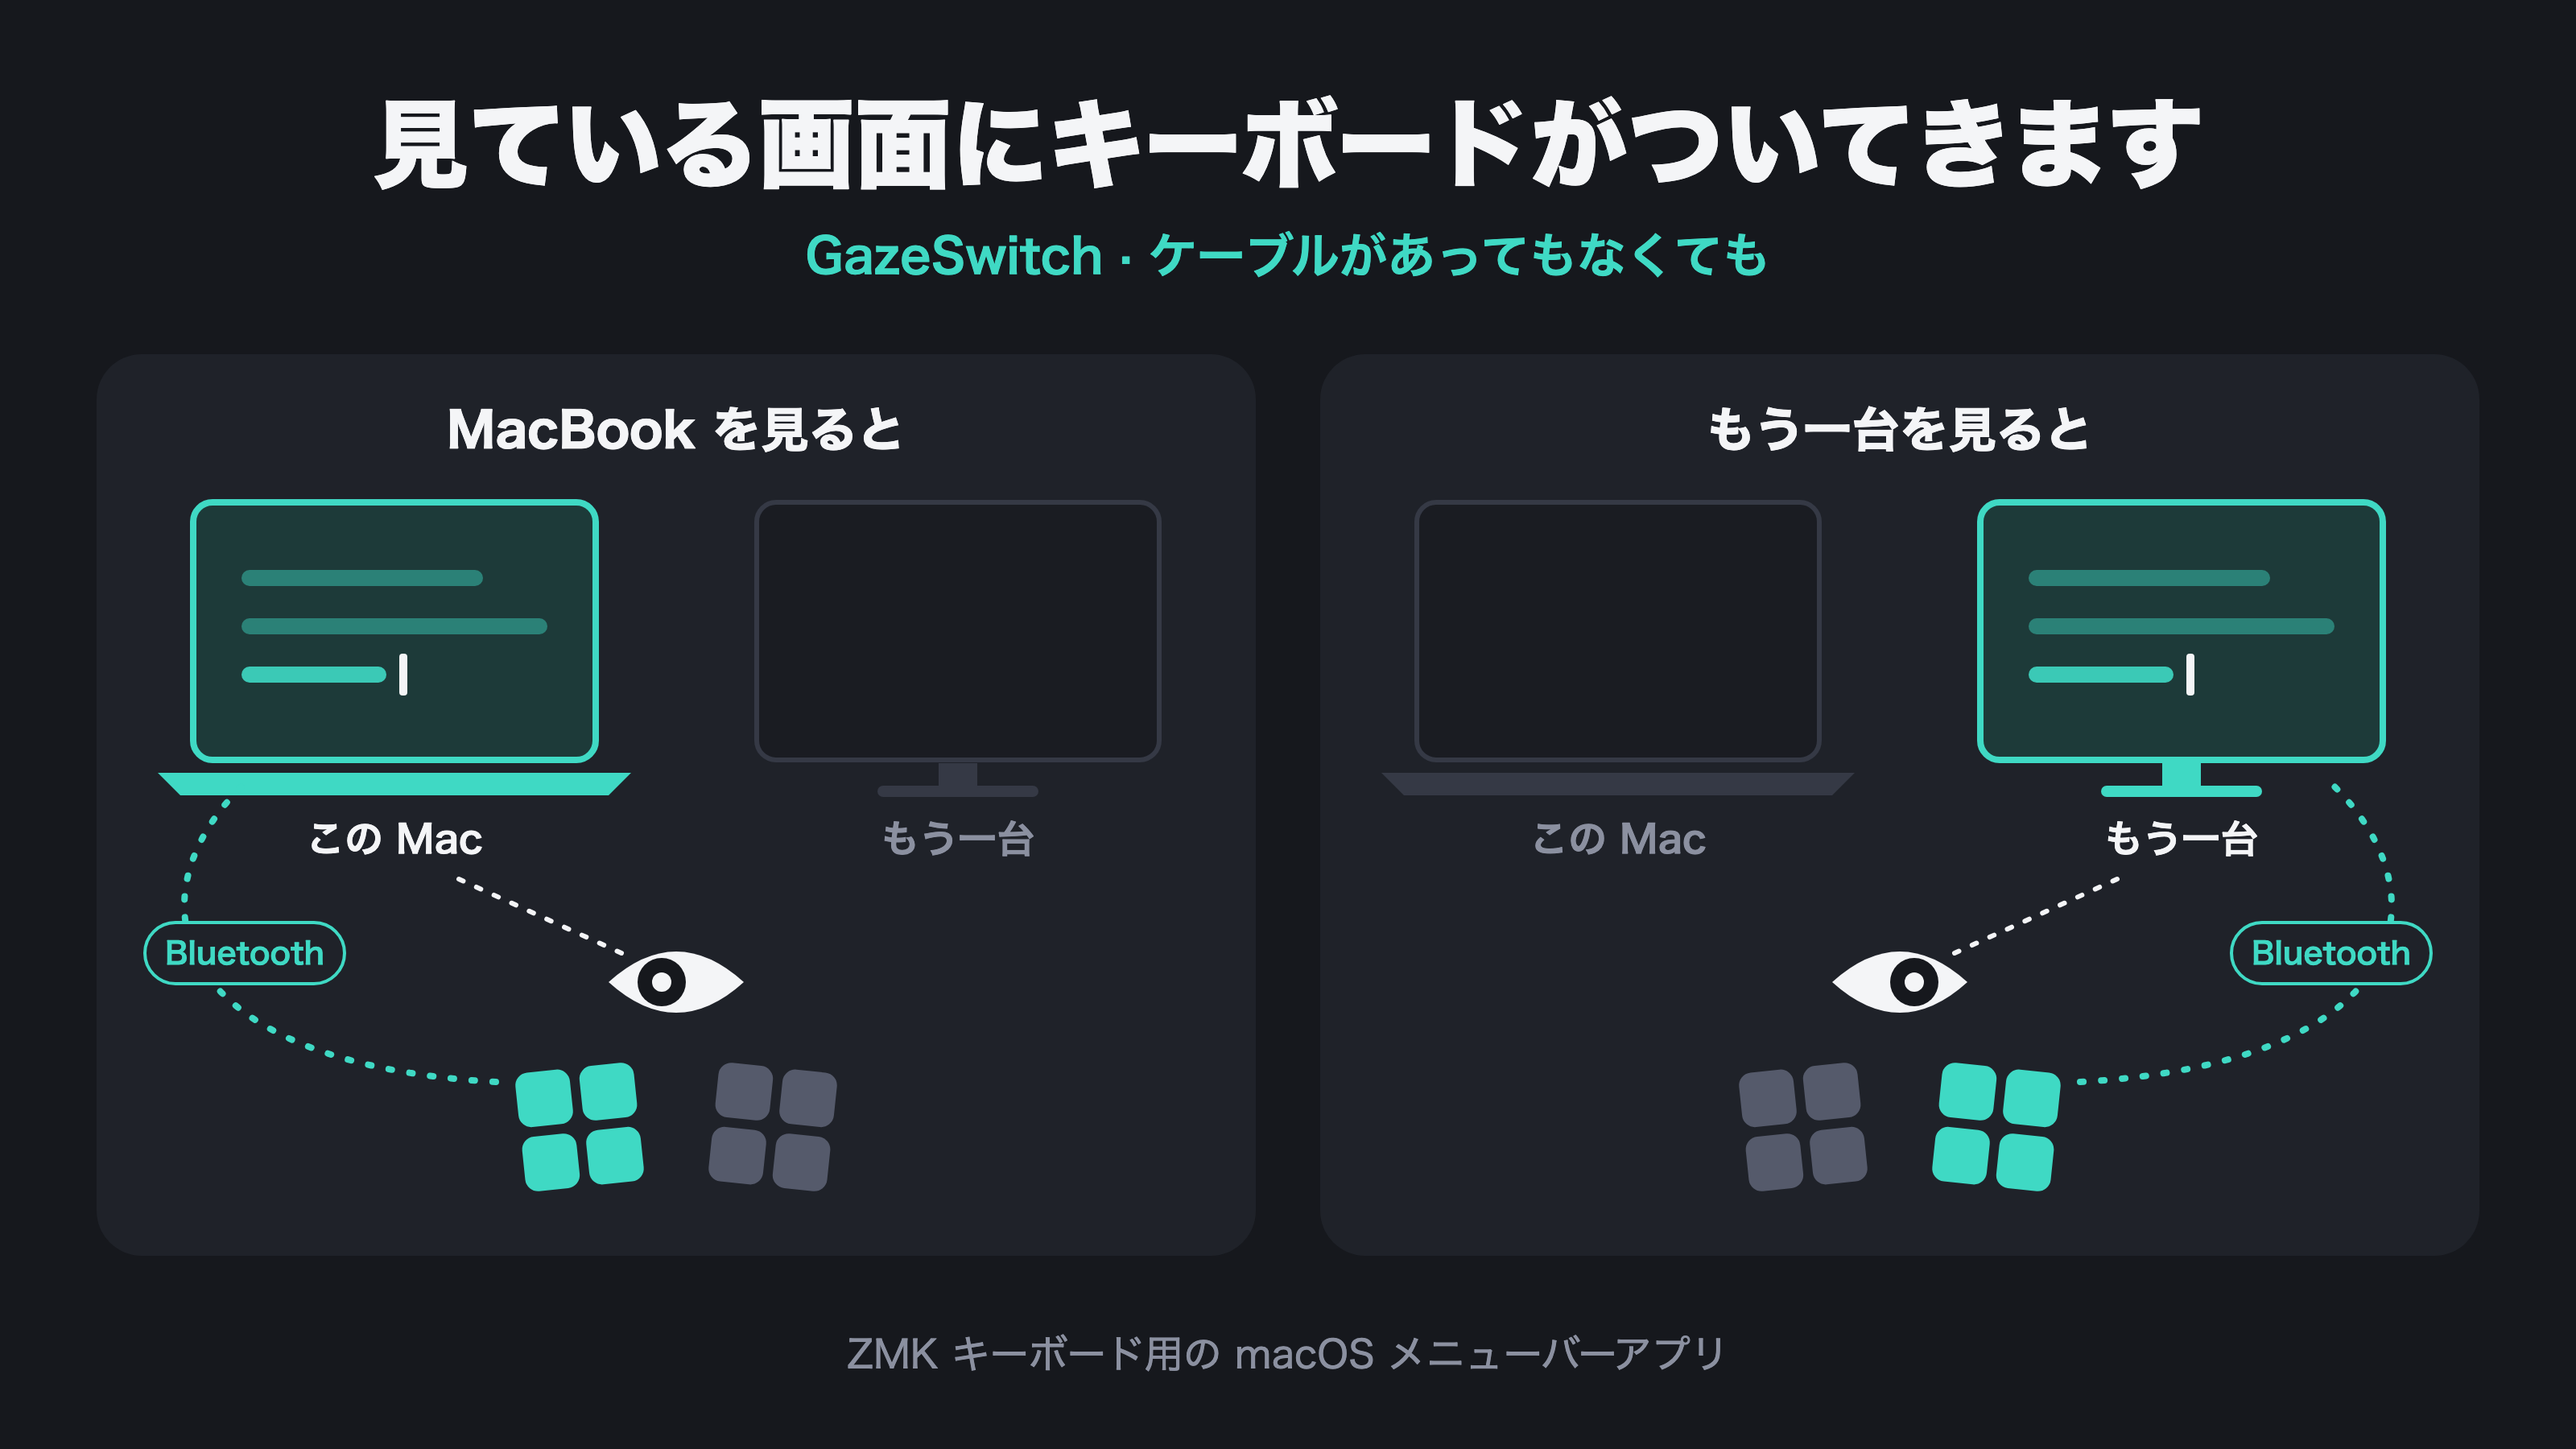 見ている画面にキーボードがついてきます
GazeSwitch · ケーブルがあってもなくても
MacBook を見ると
この Mac
もう一台
Bluetooth
もう一台を見ると
この Mac
もう一台
Bluetooth
ZMK キーボード用の macOS メニューバーアプリ